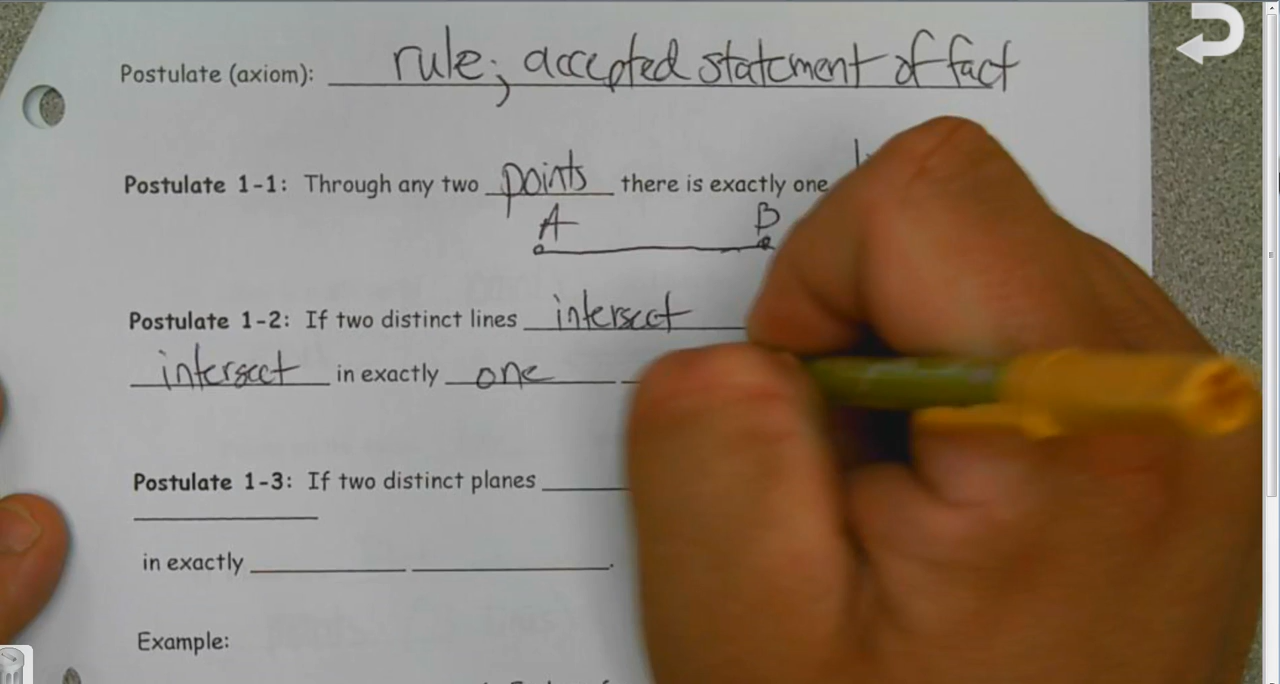 Postulate (axiom): rule; accepted statement of fact
Postulate 1-1: Through any two points there is exactly one
A B
Postulate 1-2: If two distinct lines intersect
intersect in exactly one
Postulate 1-3: If two distinct planes
in exactly
Example: